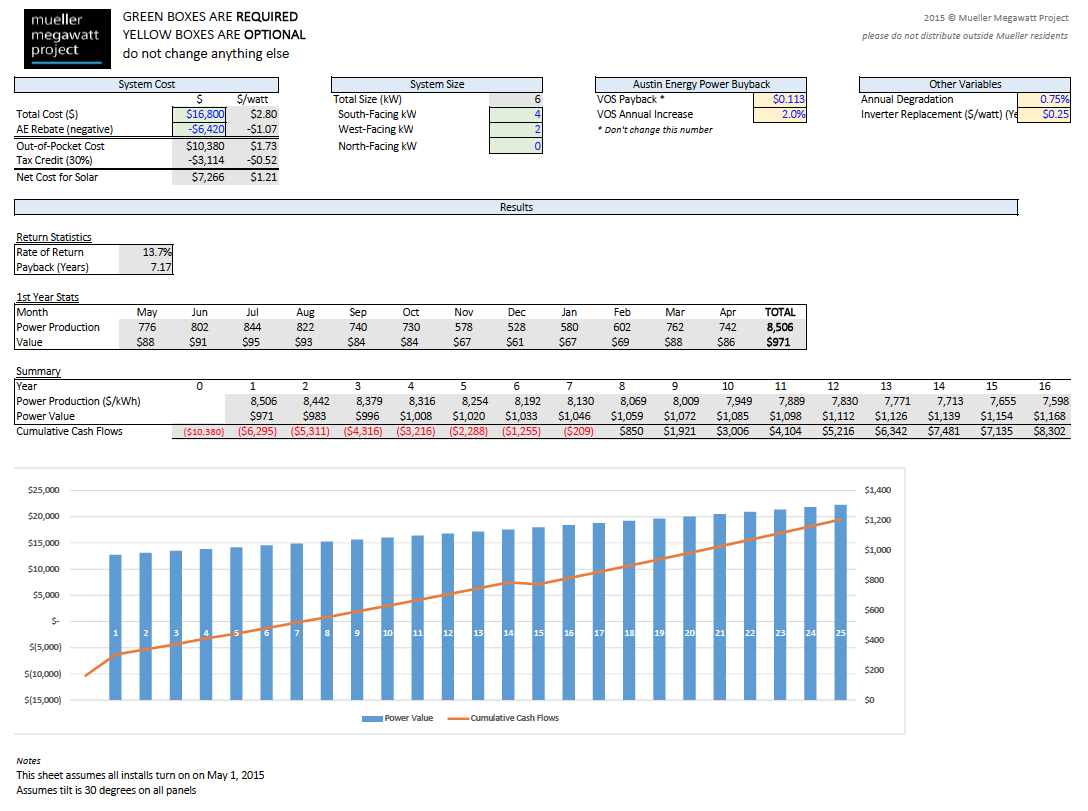 mueller
megawatt
project
GREEN BOXES ARE REQUIRED
YELLOW BOXES ARE OPTIONAL
do not change anything else
2015 © Mueller Megawatt Project
please do not distribute outside Mueller residents
System Cost
$ $/watt
Total Cost ($) $16,800 $2.80
AE Rebate (negative) -$6,420 -$1.07
Out-of-Pocket Cost $10,380 $1.73
Tax Credit (30%) -$3,114 -$0.52
Net Cost for Solar $7,266 $1.21
System Size
Total Size (kW) 6
South-Facing kW 4
West-Facing kW 2
North-Facing kW 0
Austin Energy Power Buyback
VOS Payback * $0.113
VOS Annual Increase 2.0%
* Don't change this number
Other Variables
Annual Degradation 0.75%
Inverter Replacement ($/watt) (Ye $0.25
Results
Return Statistics
Rate of Return 13.7%
Payback (Years) 7.17
1st Year Stats
Month May Jun Jul Aug Sep Oct Nov Dec Jan Feb Mar Apr TOTAL
Power Production 776 802 844 822 740 730 578 528 580 602 762 742 8,506
Value $88 $91 $95 $93 $84 $84 $67 $61 $67 $69 $88 $86 $971
Summary
Year 0 1 2 3 4 5 6 7 8 9 10 11 12 13 14 15 16
Power Production ($/kWh) 8,506 8,442 8,379 8,316 8,254 8,192 8,130 8,069 8,009 7,949 7,889 7,830 7,771 7,713 7,655 7,598
Power Value $971 $983 $996 $1,008 $1,020 $1,033 $1,046 $1,059 $1,072 $1,085 $1,098 $1,112 $1,126 $1,139 $1,154 $1,168
Cumulative Cash Flows ($10,380) ($6,295) ($5,311) ($4,316) ($3,216) ($2,288) ($1,255) ($209) $850 $1,921 $3,006 $4,104 $5,216 $6,342 $7,481 $7,135 $8,302
$25,000 $1,400
$20,000 $1,200
$15,000 $1,000
$10,000 $800
$5,000 $600
$- $400
$(5,000) $200
$(10,000) $0
$(15,000)
1 2 3 4 5 6 7 8 9 10 11 12 13 14 15 16 17 18 19 20 21 22 23 24 25
Power Value Cumulative Cash Flows
Notes
This sheet assumes all installs turn on on May 1, 2015
Assumes tilt is 30 degrees on all panels